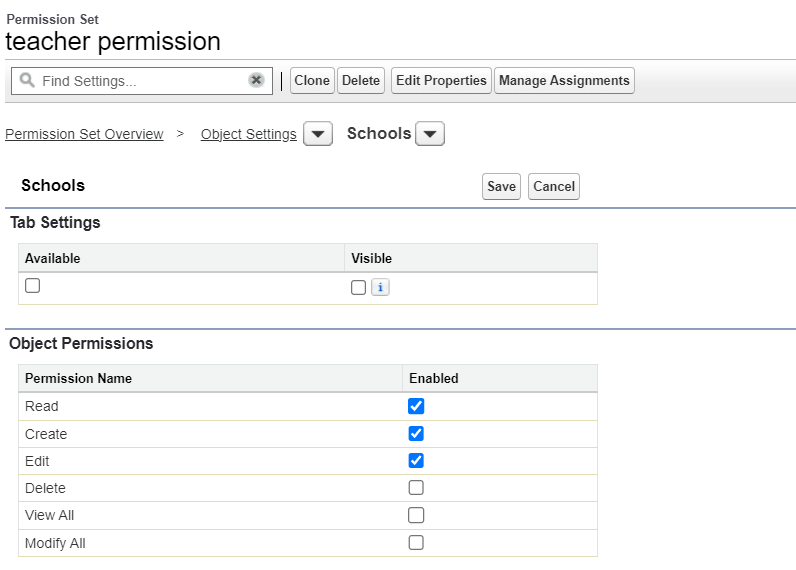 Permission Set
teacher permission
Find Settings... Clone Delete Edit Properties Manage Assignments
Permission Set Overview > Object Settings Schools
Schools Save Cancel
Tab Settings
Available Visible
i
Object Permissions
Permission Name Enabled
Read
Create
Edit
Delete
View All
Modify All